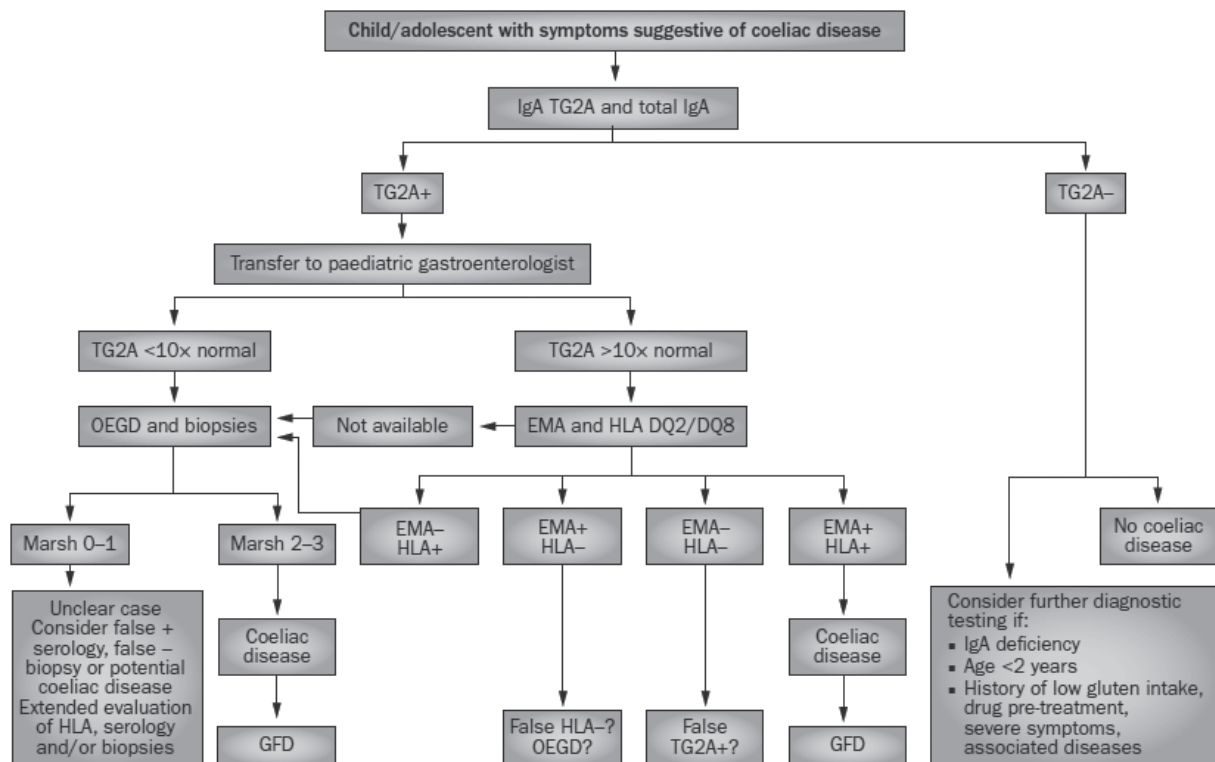 Child/adolescent with symptoms suggestive of coeliac disease
IgA TG2A and total IgA
TG2A+
TG2A–
Transfer to paediatric gastroenterologist
TG2A <10× normal
TG2A >10× normal
OEGD and biopsies
Not available
EMA and HLA DQ2/DQ8
Marsh 0–1
Marsh 2–3
EMA–
HLA+
EMA+
HLA–
EMA–
HLA–
EMA+
HLA+
No coeliac
disease
Unclear case
Consider false +
serology, false –
biopsy or potential
coeliac disease
Extended evaluation
of HLA, serology
and/or biopsies
Coeliac
disease
GFD
False HLA–?
OEGD?
False
TG2A+?
Coeliac
disease
GFD
Consider further diagnostic
testing if:
▪ IgA deficiency
▪ Age <2 years
▪ History of low gluten intake,
drug pre-treatment,
severe symptoms,
associated diseases